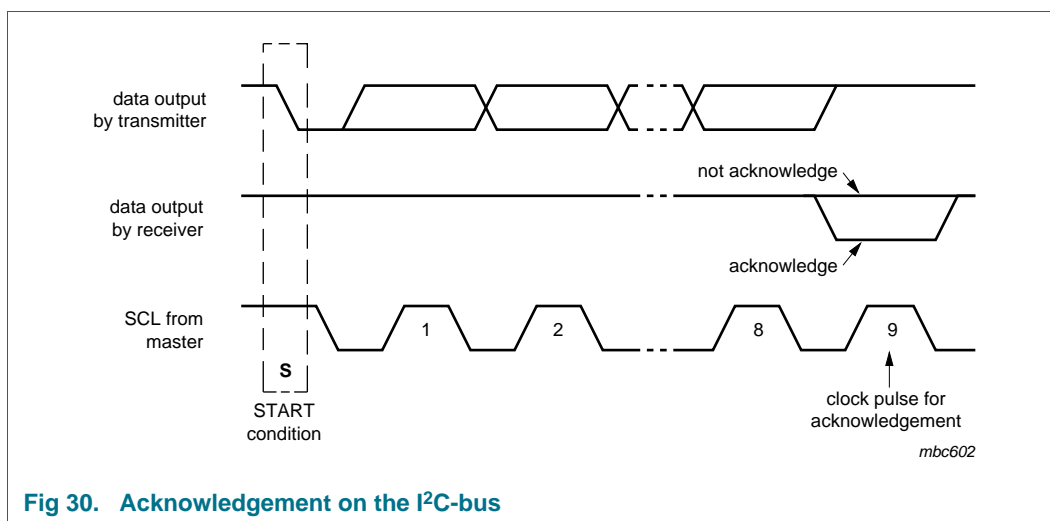 data output
by transmitter
not acknowledge
data output
by receiver
acknowledge
SCL from
master
1
2
8
9
S
START
condition
clock pulse for
acknowledgement
mbc602
Fig 30. Acknowledgement on the I²C-bus